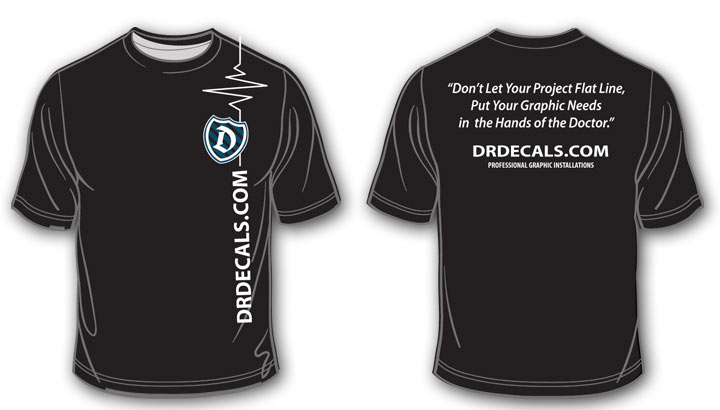 D
DRDECALS.COM
“Don’t Let Your Project Flat Line,
Put Your Graphic Needs
in the Hands of the Doctor.”
DRDECALS.COM
PROFESSIONAL GRAPHIC INSTALLATIONS